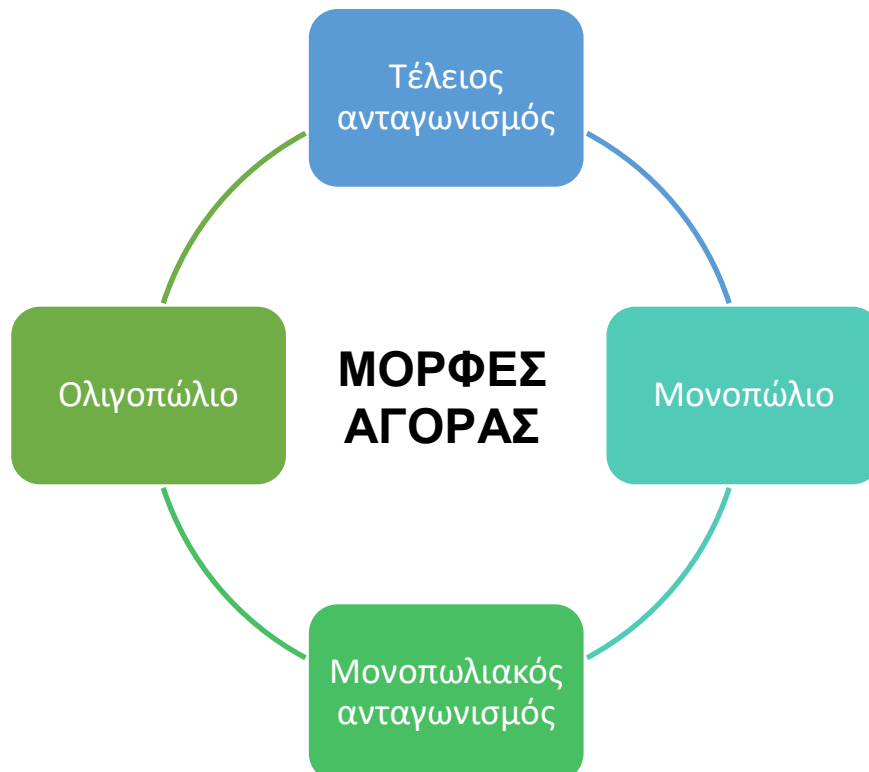 Τέλειος
ανταγωνισμός
Ολιγοπώλιο
ΜΟΡΦΕΣ
ΑΓΟΡΑΣ
Μονοπώλιο
Μονοπωλιακός
ανταγωνισμός